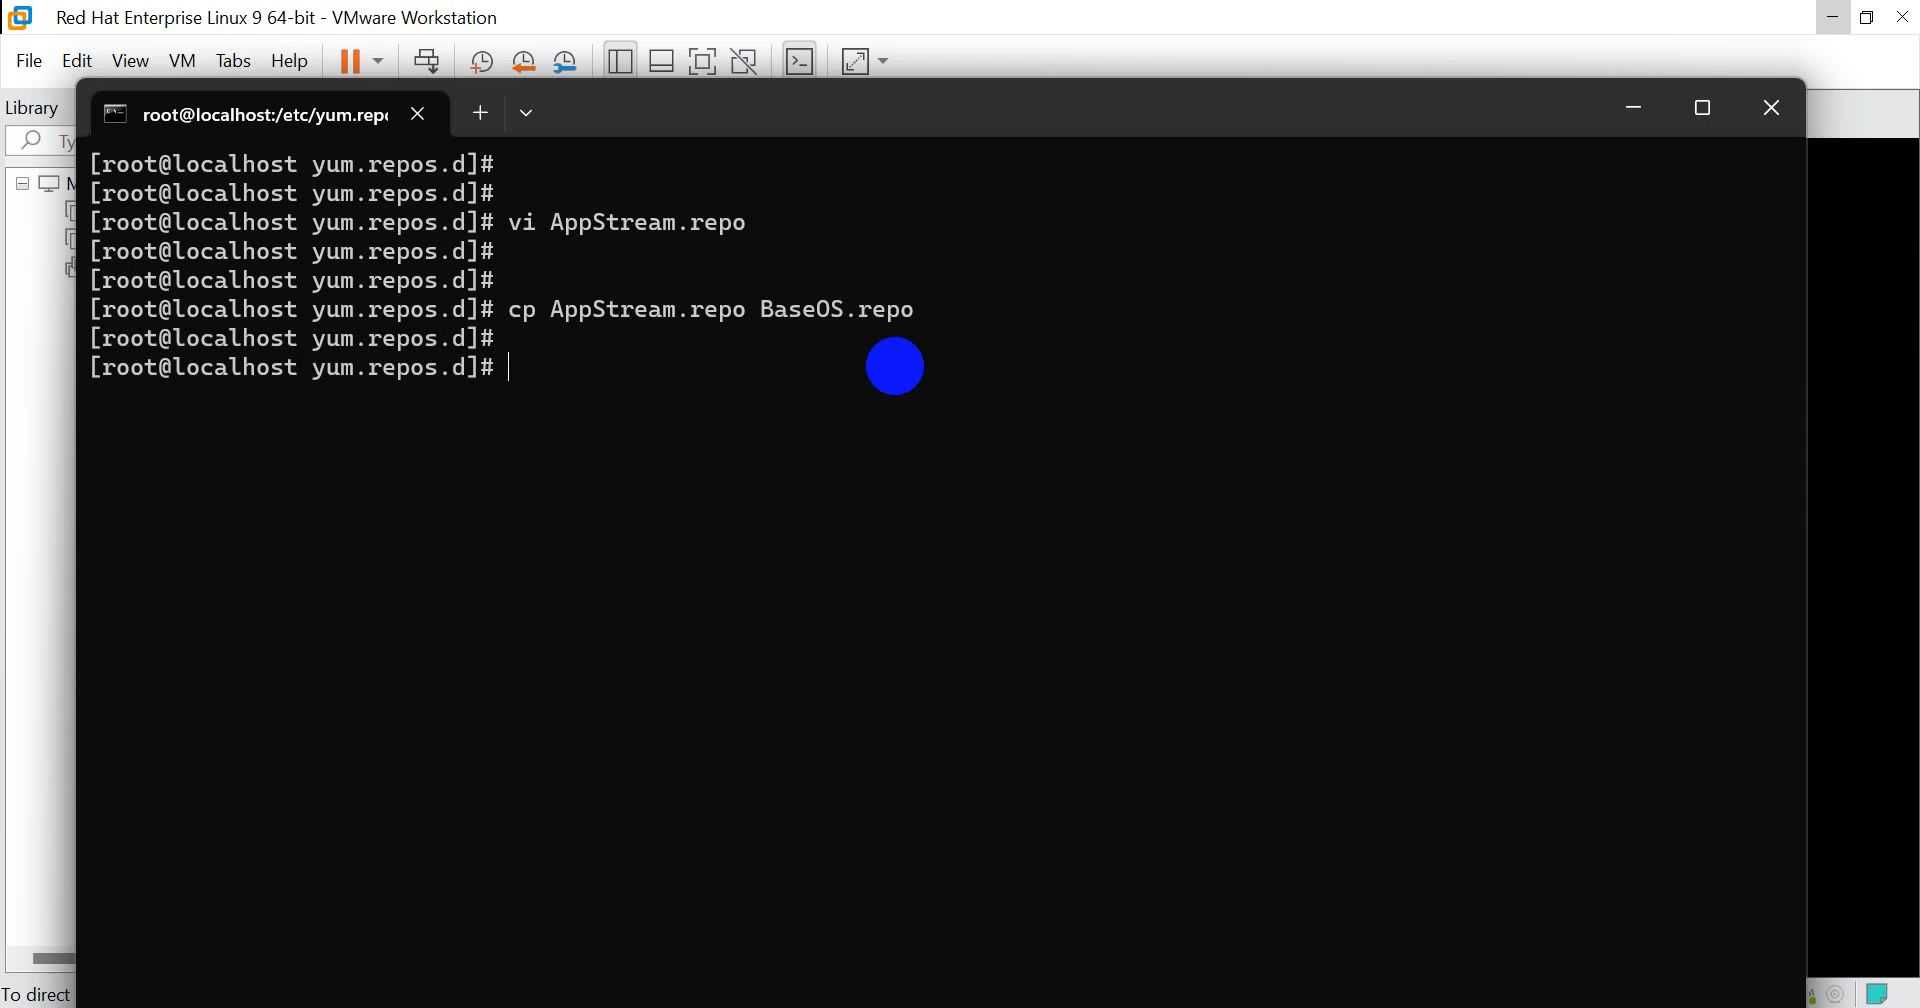 Red Hat Enterprise Linux 9 64-bit - VMware Workstation
File Edit View VM Tabs Help
Library
root@localhost:/etc/yum.rep
Ty
[root@localhost yum.repos.d]#
[root@localhost yum.repos.d]#
[root@localhost yum.repos.d]# vi AppStream.repo
[root@localhost yum.repos.d]#
[root@localhost yum.repos.d]#
[root@localhost yum.repos.d]# cp AppStream.repo BaseOS.repo
[root@localhost yum.repos.d]#
[root@localhost yum.repos.d]#
To direct